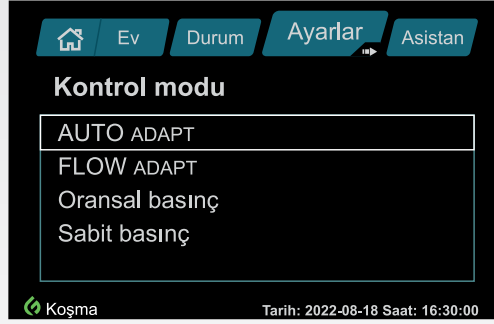 Ev Durum Ayarlar Asistan
Kontrol modu
AUTO ADAPT
FLOW ADAPT
Oransal basınç
Sabit basınç
Koşma Tarih: 2022-08-18 Saat: 16:30:00